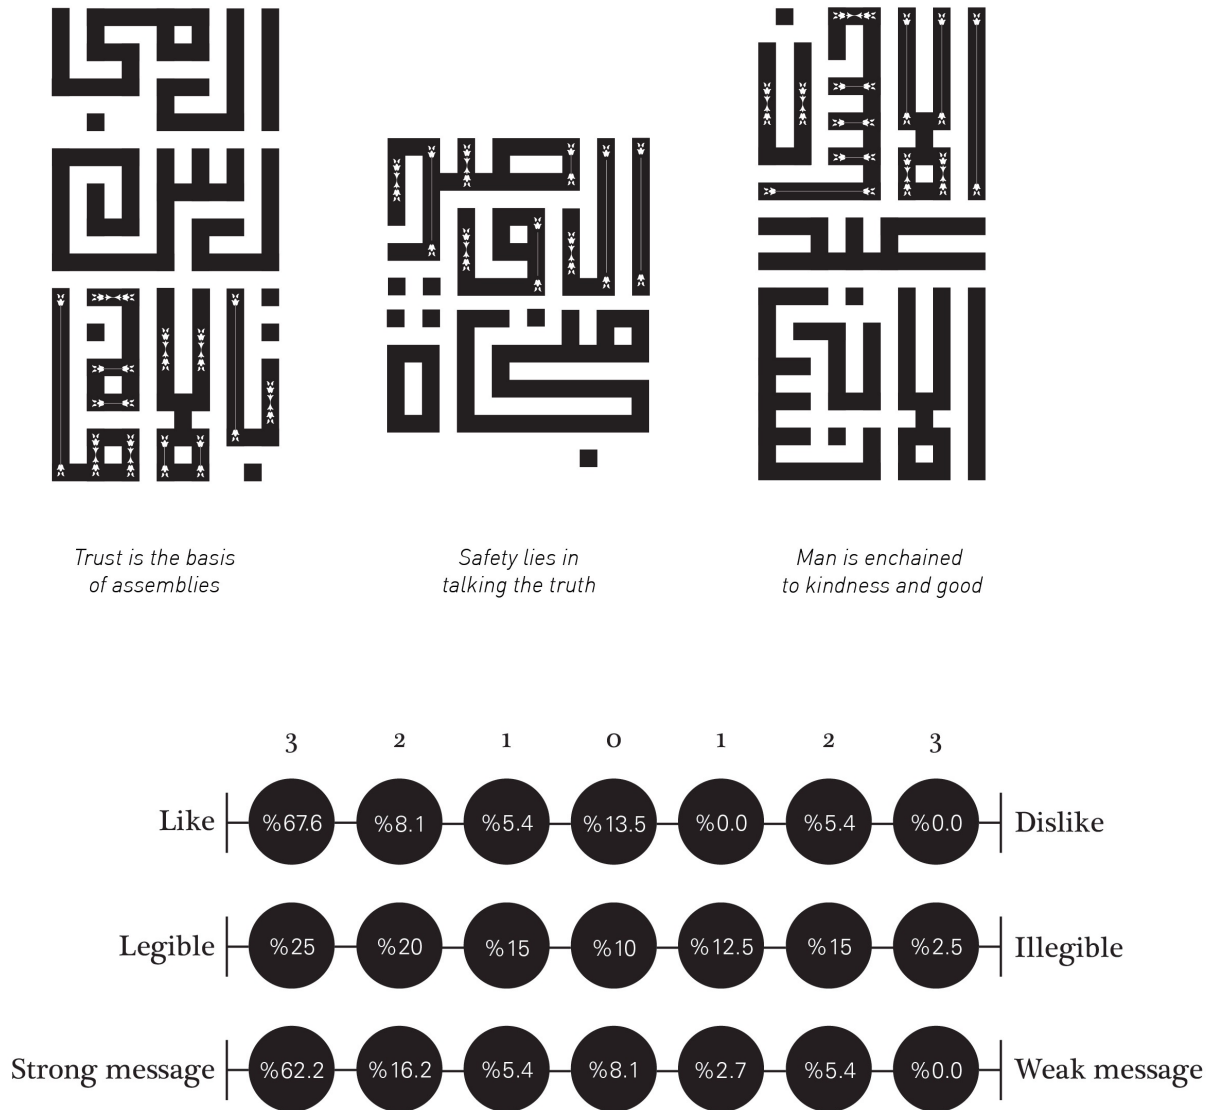 Trust is the basis
of assemblies
Safety lies in
talking the truth
Man is enchained
to kindness and good
3 2 1 0 1 2 3
Like %67.6 %8.1 %5.4 %13.5 %0.0 %5.4 %0.0 Dislike
Legible %25 %20 %15 %10 %12.5 %15 %2.5 Illegible
Strong message %62.2 %16.2 %5.4 %8.1 %2.7 %5.4 %0.0 Weak message